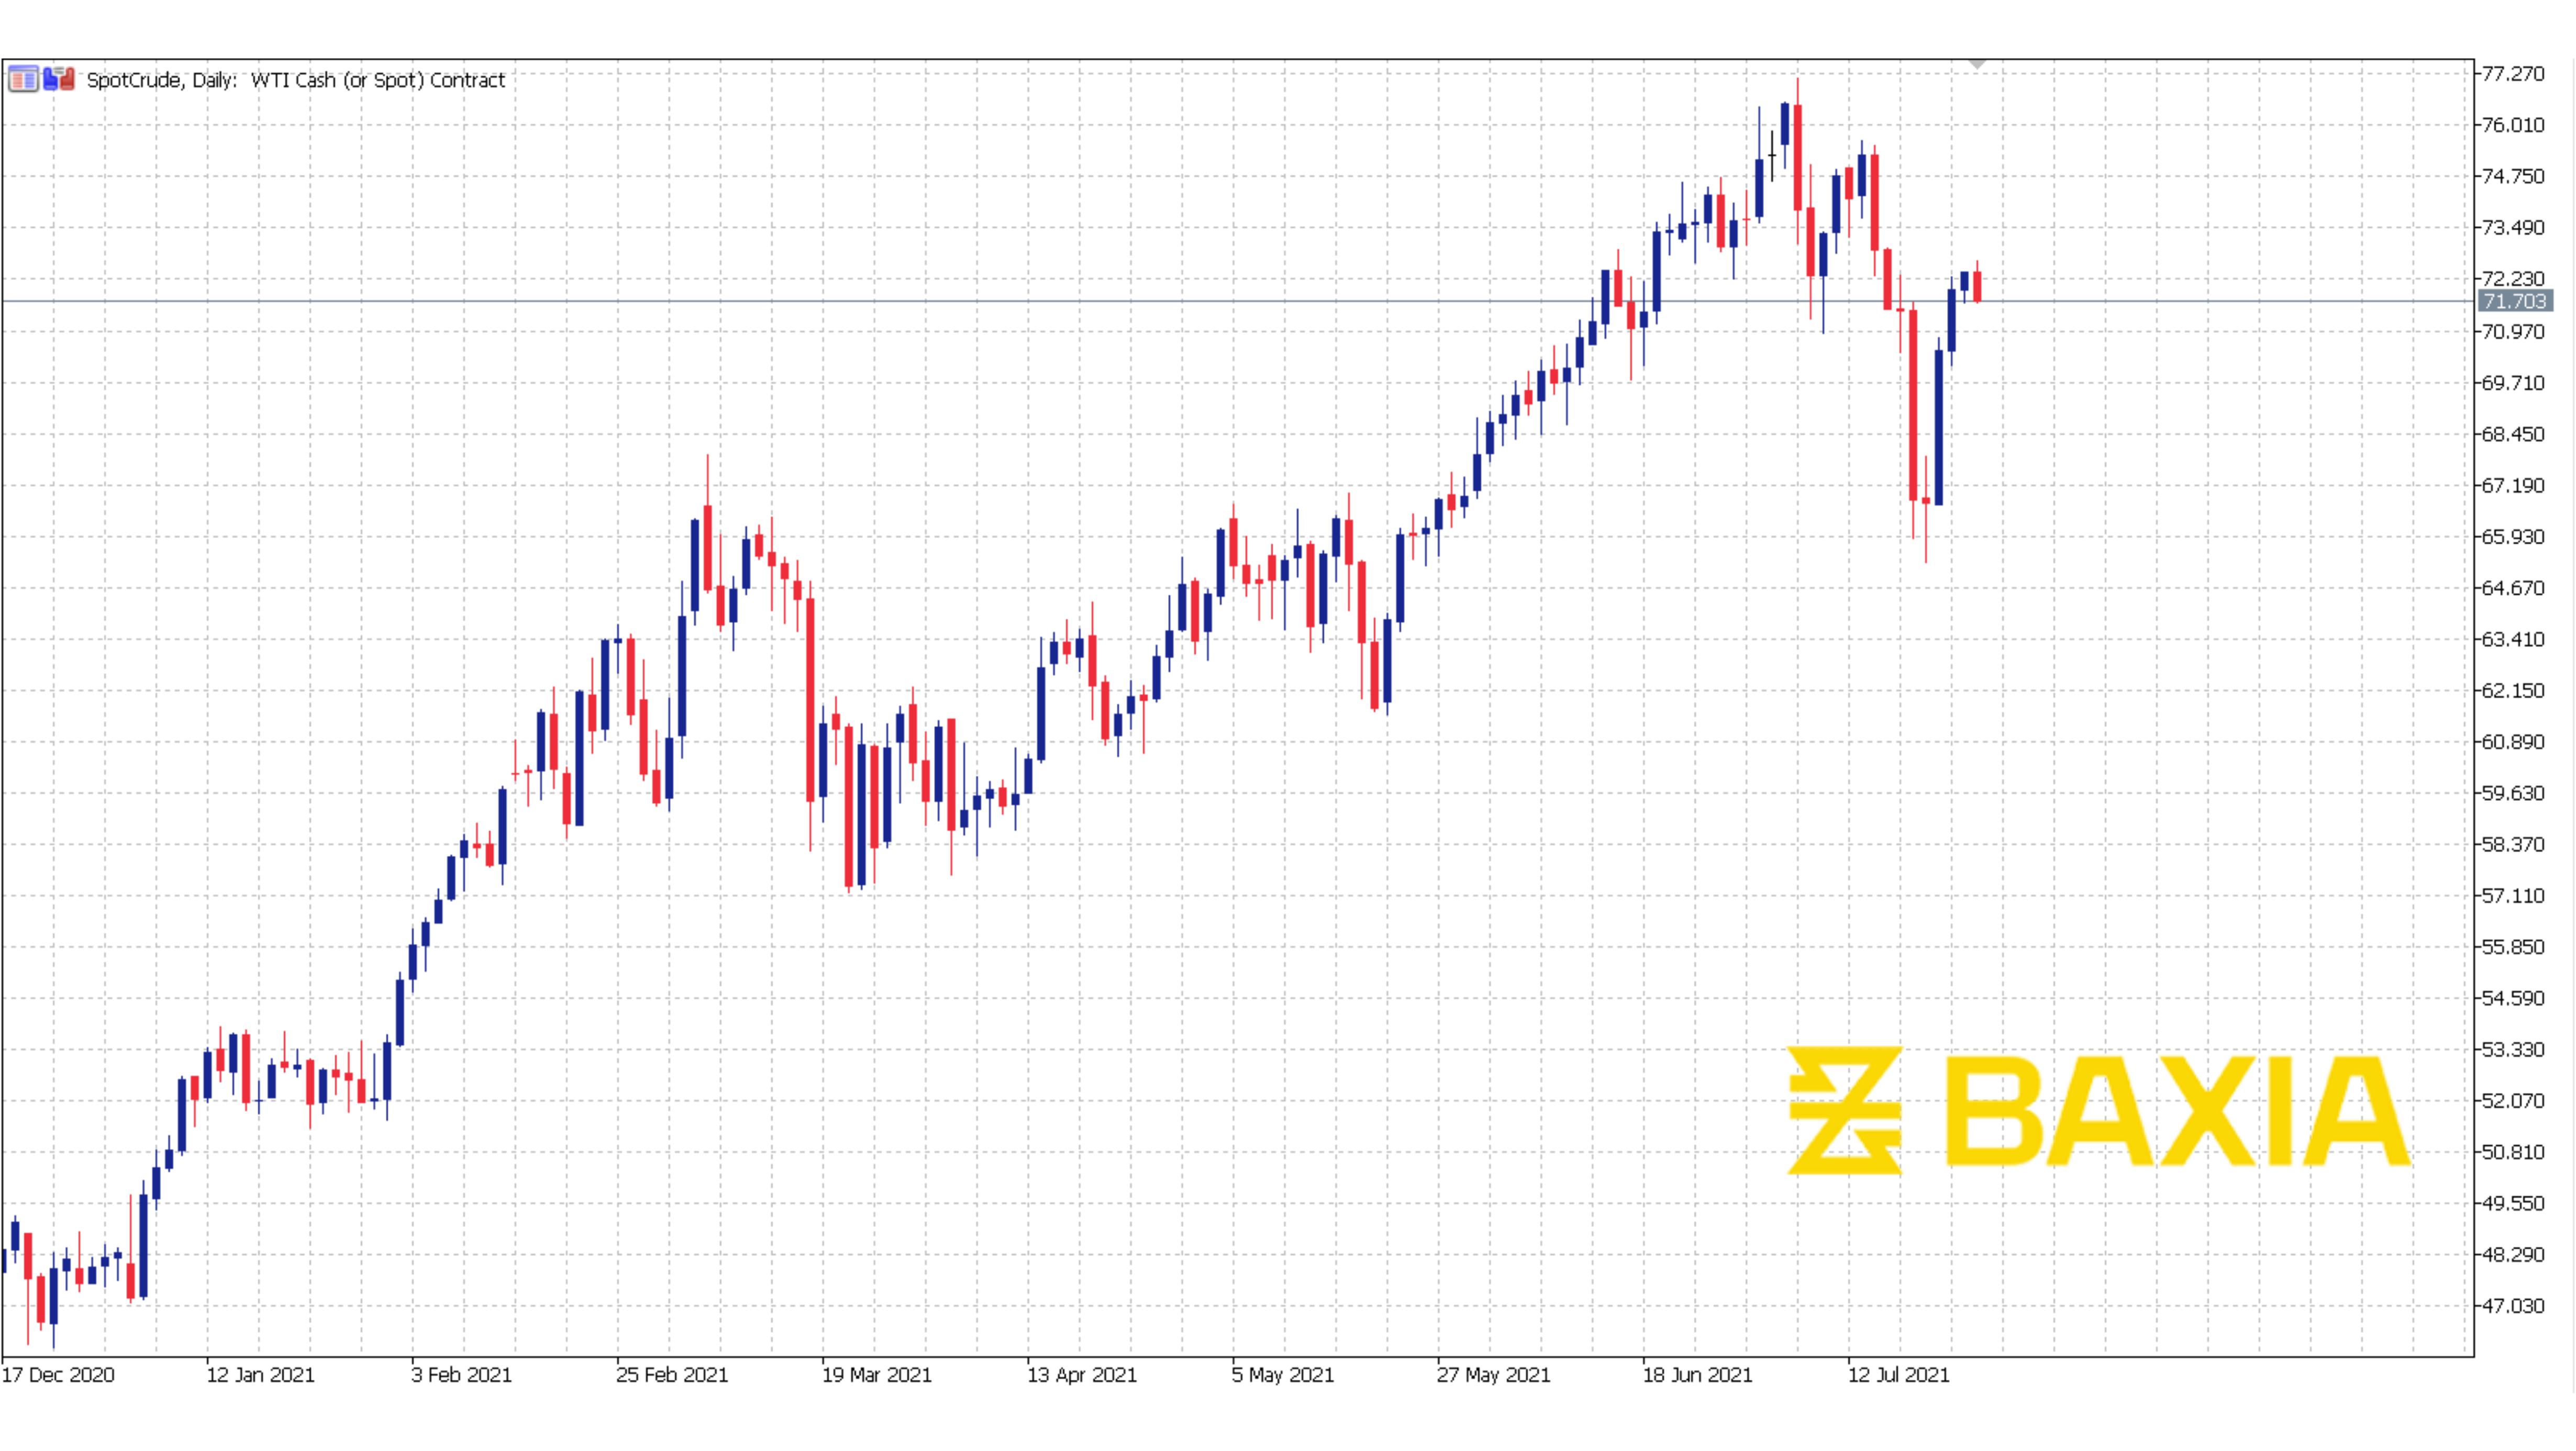 SpotCrude, Daily: WTI Cash (or Spot) Contract
77.270
76.010
74.750
73.490
72.230
71.703
70.970
69.710
68.450
67.190
65.930
64.670
63.410
62.150
60.890
59.630
58.370
57.110
55.850
54.590
53.330
52.070
50.810
49.550
48.290
47.030
BAXIA
17 Dec 2020
12 Jan 2021
3 Feb 2021
25 Feb 2021
19 Mar 2021
13 Apr 2021
5 May 2021
27 May 2021
18 Jun 2021
12 Jul 2021